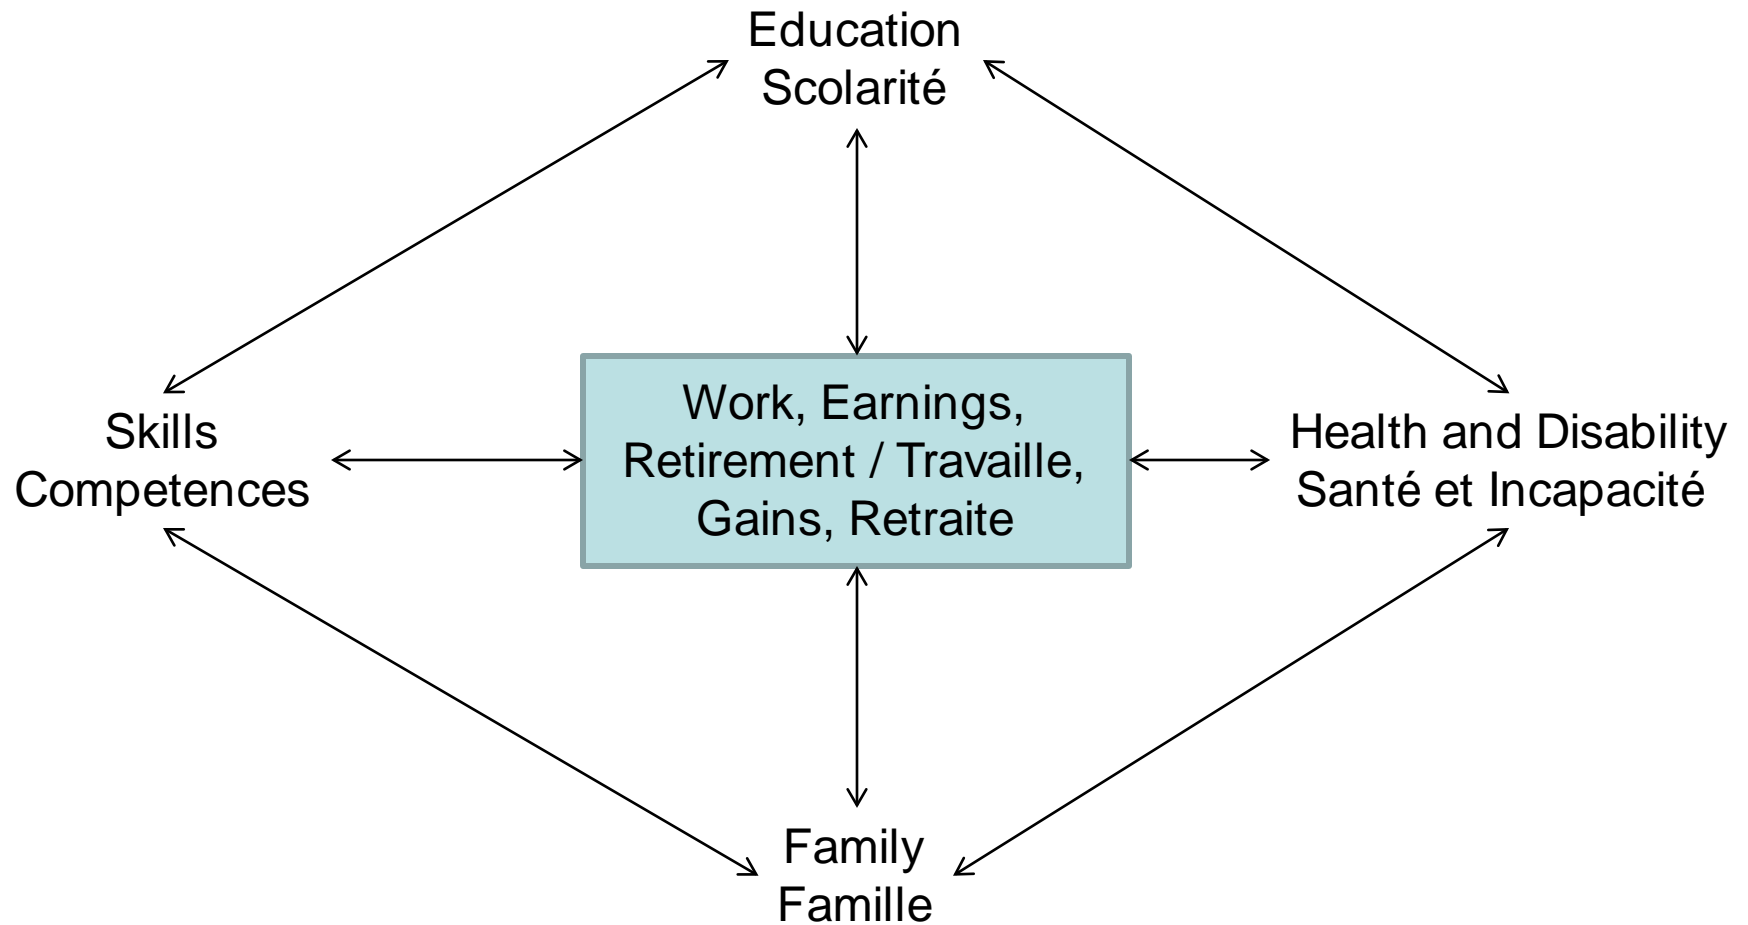 Education
Scolarité
Work, Earnings,
Retirement / Travaille,
Gains, Retraite
Skills
Competences
Health and Disability
Santé et Incapacité
Family
Famille